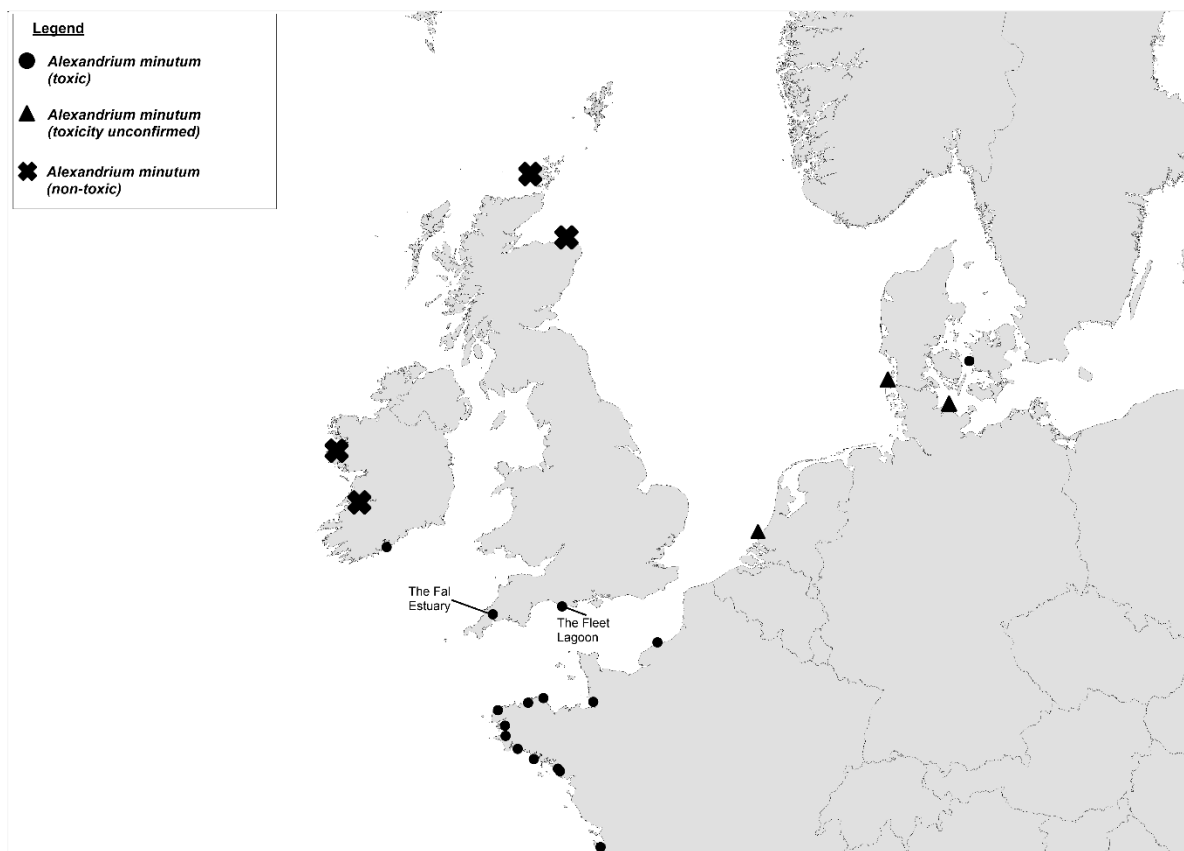 Legend
Alexandrium minutum
(toxic)
Alexandrium minutum
(toxicity unconfirmed)
Alexandrium minutum
(non-toxic)
The Fal
Estuary
The Fleet
Lagoon